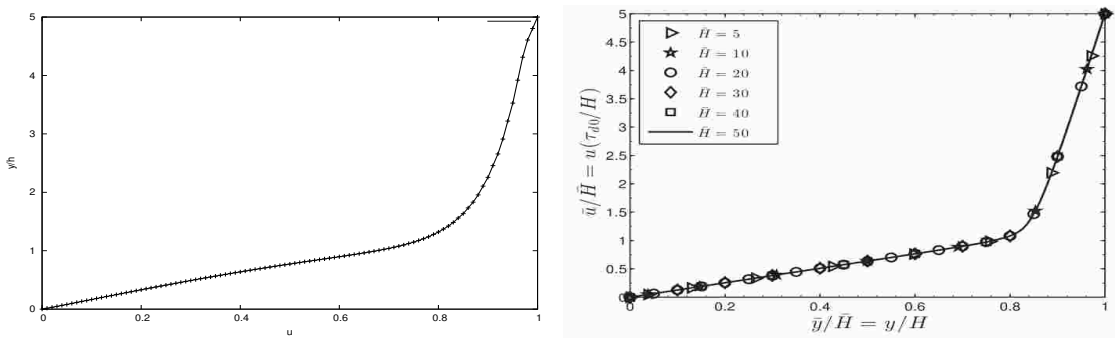 5
4
3
2
1
0
y/h
0 0.2 0.4 0.6 0.8 1
u
5
4.5
4
3.5
3
2.5
2
1.5
1
0.5
0
ū/H̄ = u(τ_{d0}/H)
H̄ = 5
H̄ = 10
H̄ = 20
H̄ = 30
H̄ = 40
H̄ = 50
0 0.2 0.4 0.6 0.8 1
ȳ/H̄ = y/H